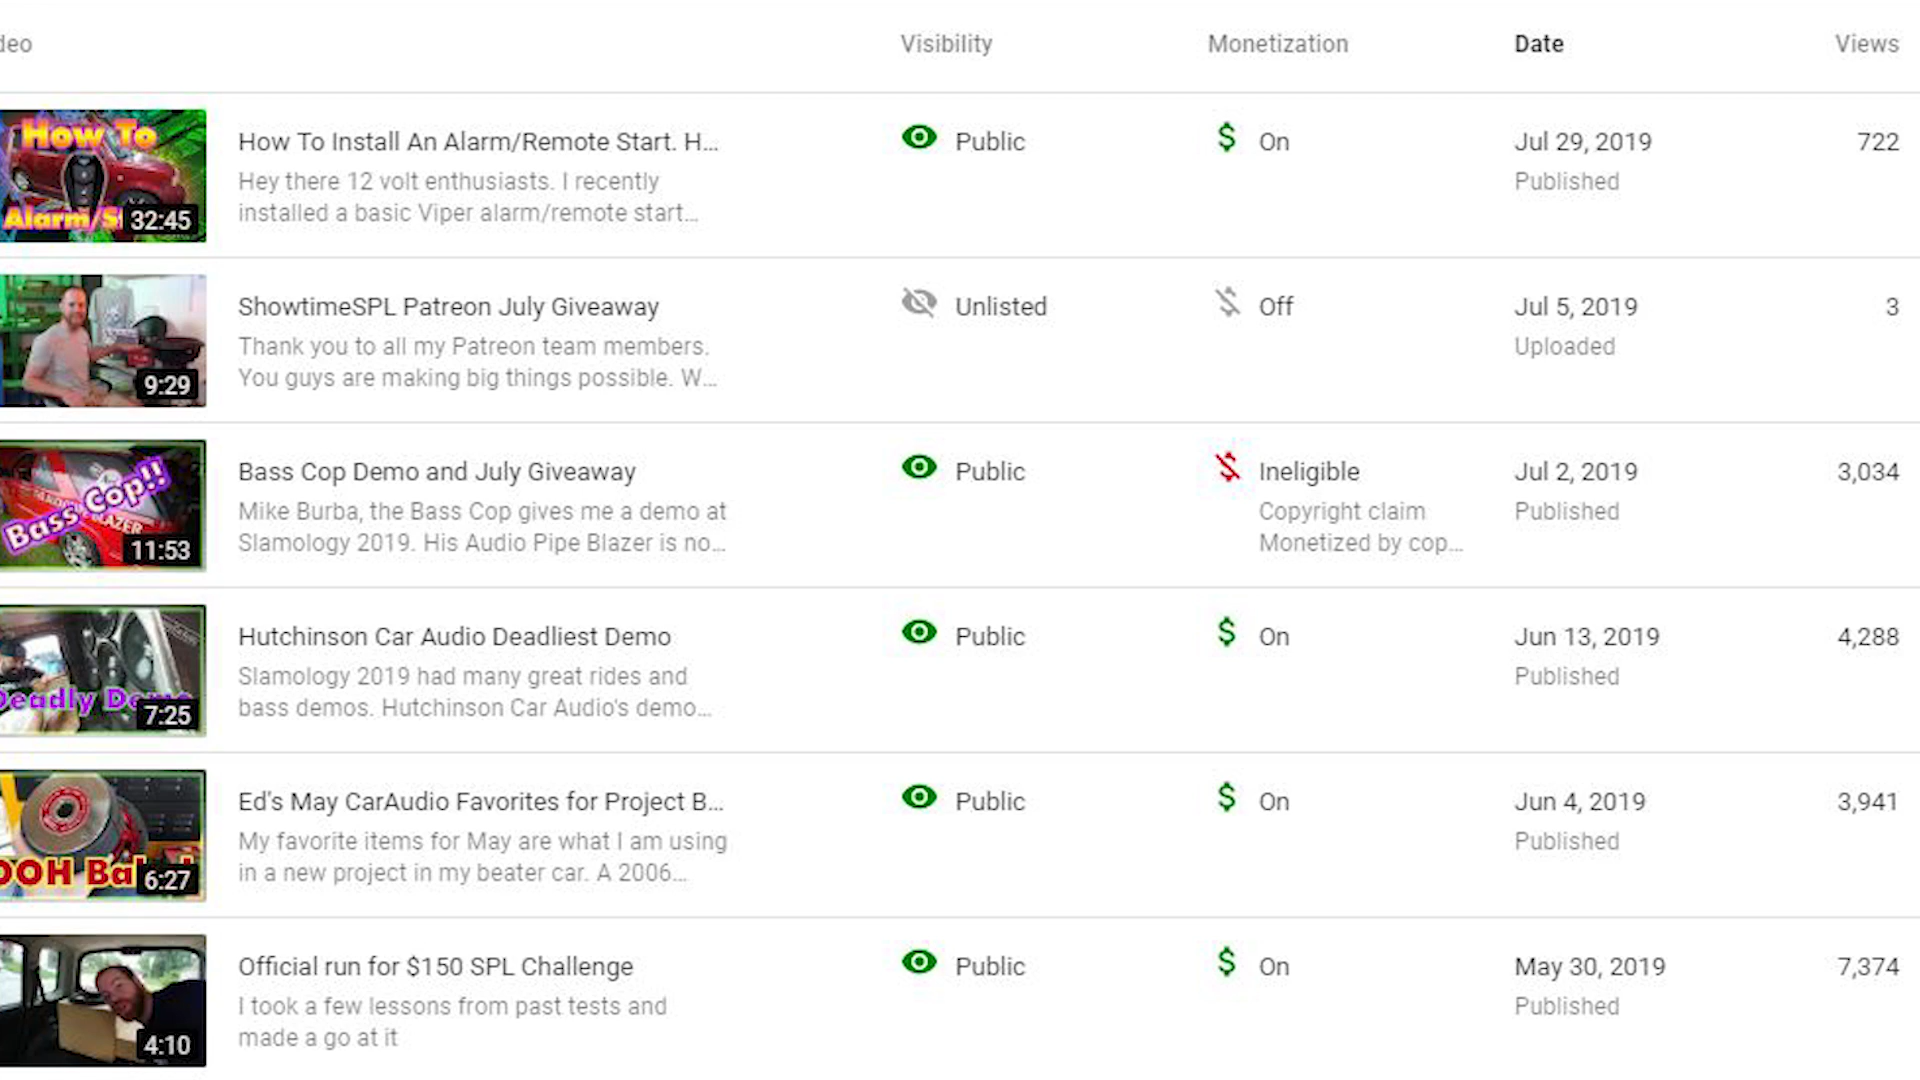 deo Visibility Monetization Date Views
How To
Alarm/S
32:45
How To Install An Alarm/Remote Start. H...
Hey there 12 volt enthusiasts. I recently
installed a basic Viper alarm/remote start...
Public
On
Jul 29, 2019
Published
722
9:29
ShowtimeSPL Patreon July Giveaway
Thank you to all my Patreon team members.
You guys are making big things possible. W...
Unlisted
Off
Jul 5, 2019
Uploaded
3
Bass Cop!!
BLAZER
11:53
Bass Cop Demo and July Giveaway
Mike Burba, the Bass Cop gives me a demo at
Slamology 2019. His Audio Pipe Blazer is no...
Public
Ineligible
Copyright claim
Monetized by cop...
Jul 2, 2019
Published
3,034
Deadly De
7:25
Hutchinson Car Audio Deadliest Demo
Slamology 2019 had many great rides and
bass demos. Hutchinson Car Audio's demo...
Public
On
Jun 13, 2019
Published
4,288
OOH Ba
6:27
Ed's May CarAudio Favorites for Project B...
My favorite items for May are what I am using
in a new project in my beater car. A 2006...
Public
On
Jun 4, 2019
Published
3,941
4:10
Official run for $150 SPL Challenge
I took a few lessons from past tests and
made a go at it
Public
On
May 30, 2019
Published
7,374